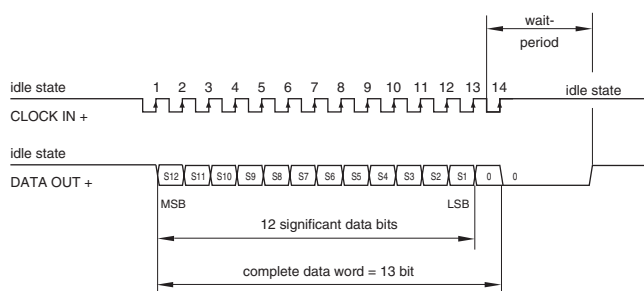 wait-
period
idle state
1 2 3 4 5 6 7 8 9 10 11 12 13 14
idle state
CLOCK IN +
idle state
DATA OUT +
S12 S11 S10 S9 S8 S7 S6 S5 S4 S3 S2 S1 0 0
MSB LSB
12 significant data bits
complete data word = 13 bit